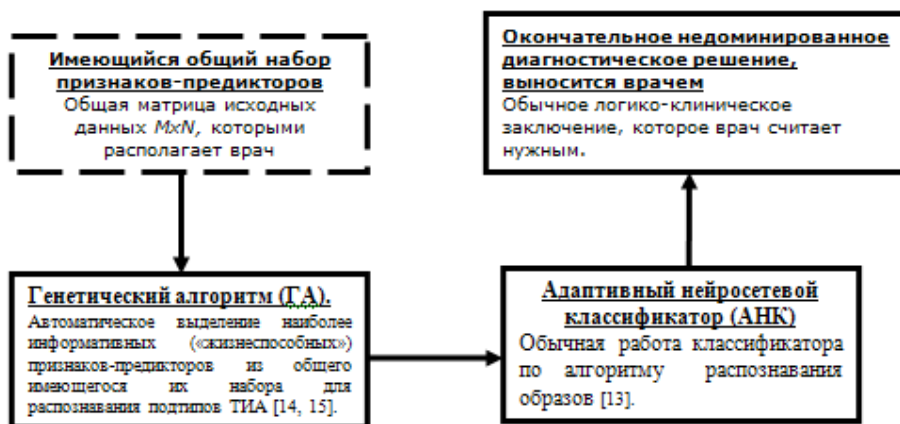 Имеющийся общий набор
признаков-предикторов
Общая матрица исходных
данных MxN, которыми
располагает врач
Окончательное недоминированное
диагностическое решение,
выносится врачем
Обычное логико-клиническое
заключение, которое врач считает
нужным.
Генетический алгоритм (ГА).
Автоматическое выделение наиболее
информативных («жизнеспособных»)
признаков-предикторов из общего
имеющегося их набора для
распознавания подтипов ТИА [14, 15].
Адаптивный нейросетевой
классификатор (АНК)
Обычная работа классификатора
по алгоритму распознавания
образов [13].